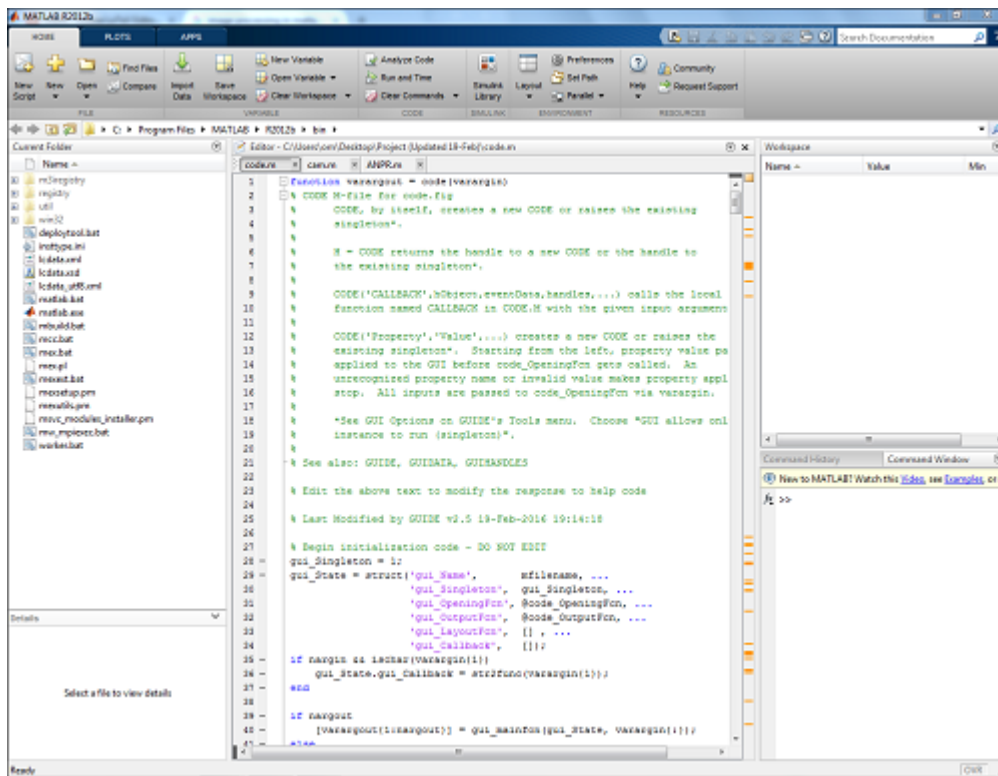 MATLAB R2012b
HOME PLOTS APPS
Search Documentation
New Script
New
Open
Find Files
Compare
Import Data
Save Workspace
New Variable
Open Variable
Clear Workspace
Analyze Code
Run and Time
Clear Commands
Simulink Library
Layout
Preferences
Set Path
Parallel
Help
Community
Request Support
FILE VARIABLE CODE SIMULINK ENVIRONMENT RESOURCES
C: Program Files MATLAB R2012b bin
Current Folder
Name
m3iregistry
registry
util
win32
deploytool.bat
insttype.ini
lcdata.xml
lcdata.xsd
lcdata_utf8.xml
matlab.bat
matlab.exe
mbuild.bat
mcc.bat
mex.bat
mex.pl
mexext.bat
mexsetup.pm
mexutils.pm
msvc_modules_installer.pm
mw_mpiexec.bat
worker.bat
Details
Select a file to view details
Editor - C:\Users\om\Desktop\Project (Updated 19-Feb)\code.m
code.m cam.m ANPR.m
1 function varargout = code(varargin)
2 % CODE M-file for code.fig
3 % CODE, by itself, creates a new CODE or raises the existing
4 % singleton*.
5 %
6 % H = CODE returns the handle to a new CODE or the handle to
7 % the existing singleton*.
8 %
9 % CODE('CALLBACK',hObject,eventData,handles,...) calls the local
10 % function named CALLBACK in CODE.M with the given input argument
11 %
12 % CODE('Property','Value',...) creates a new CODE or raises the
13 % existing singleton*. Starting from the left, property value pa
14 % applied to the GUI before code_OpeningFcn gets called. An
15 % unrecognized property name or invalid value makes property appl
16 % stop. All inputs are passed to code_OpeningFcn via varargin.
17 %
18 % *See GUI Options on GUIDE's Tools menu. Choose "GUI allows onl
19 % instance to run (singleton)".
20 %
21 % See also: GUIDE, GUIDATA, GUIHANDLES
22
23 % Edit the above text to modify the response to help code
24
25 % Last Modified by GUIDE v2.5 19-Feb-2016 19:14:18
26
27 % Begin initialization code - DO NOT EDIT
28 gui_Singleton = 1;
29 gui_State = struct('gui_Name', mfilename, ...
30 'gui_Singleton', gui_Singleton, ...
31 'gui_OpeningFcn', @code_OpeningFcn, ...
32 'gui_OutputFcn', @code_OutputFcn, ...
33 'gui_LayoutFcn', [] , ...
34 'gui_Callback', []);
35 if nargin && ischar(varargin{1})
36 gui_State.gui_Callback = str2func(varargin{1});
37 end
38
39 if nargout
40 [varargout{1:nargout}] = gui_mainfcn(gui_State, varargin{:});
41 else
Workspace
Name Value Min
Command History Command Window
New to MATLAB? Watch this Video, see Examples, or
fx >>
Ready
OVR